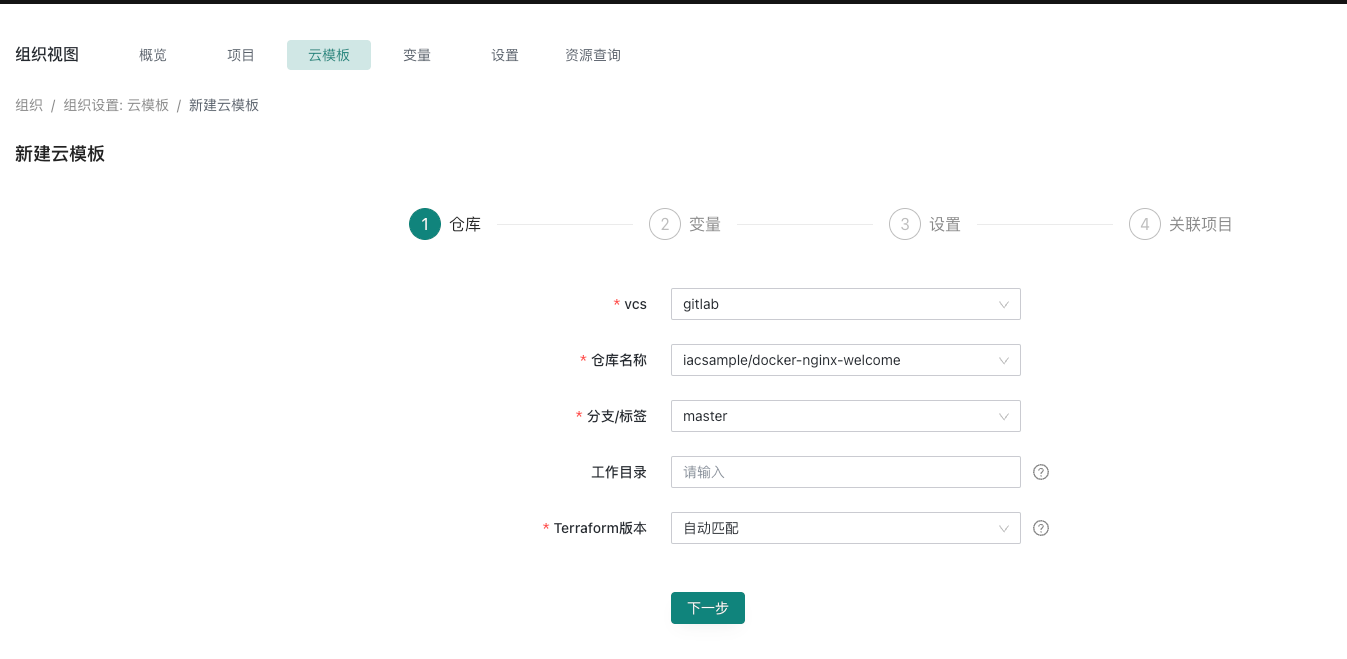 组织视图 概览 项目 云模板 变量 设置 资源查询
组织 / 组织设置: 云模板 / 新建云模板
新建云模板
1 仓库 2 变量 3 设置 4 关联项目
* vcs gitlab
* 仓库名称 iacsample/docker-nginx-welcome
* 分支/标签 master
工作目录 请输入 ?
* Terraform版本 自动匹配 ?
下一步